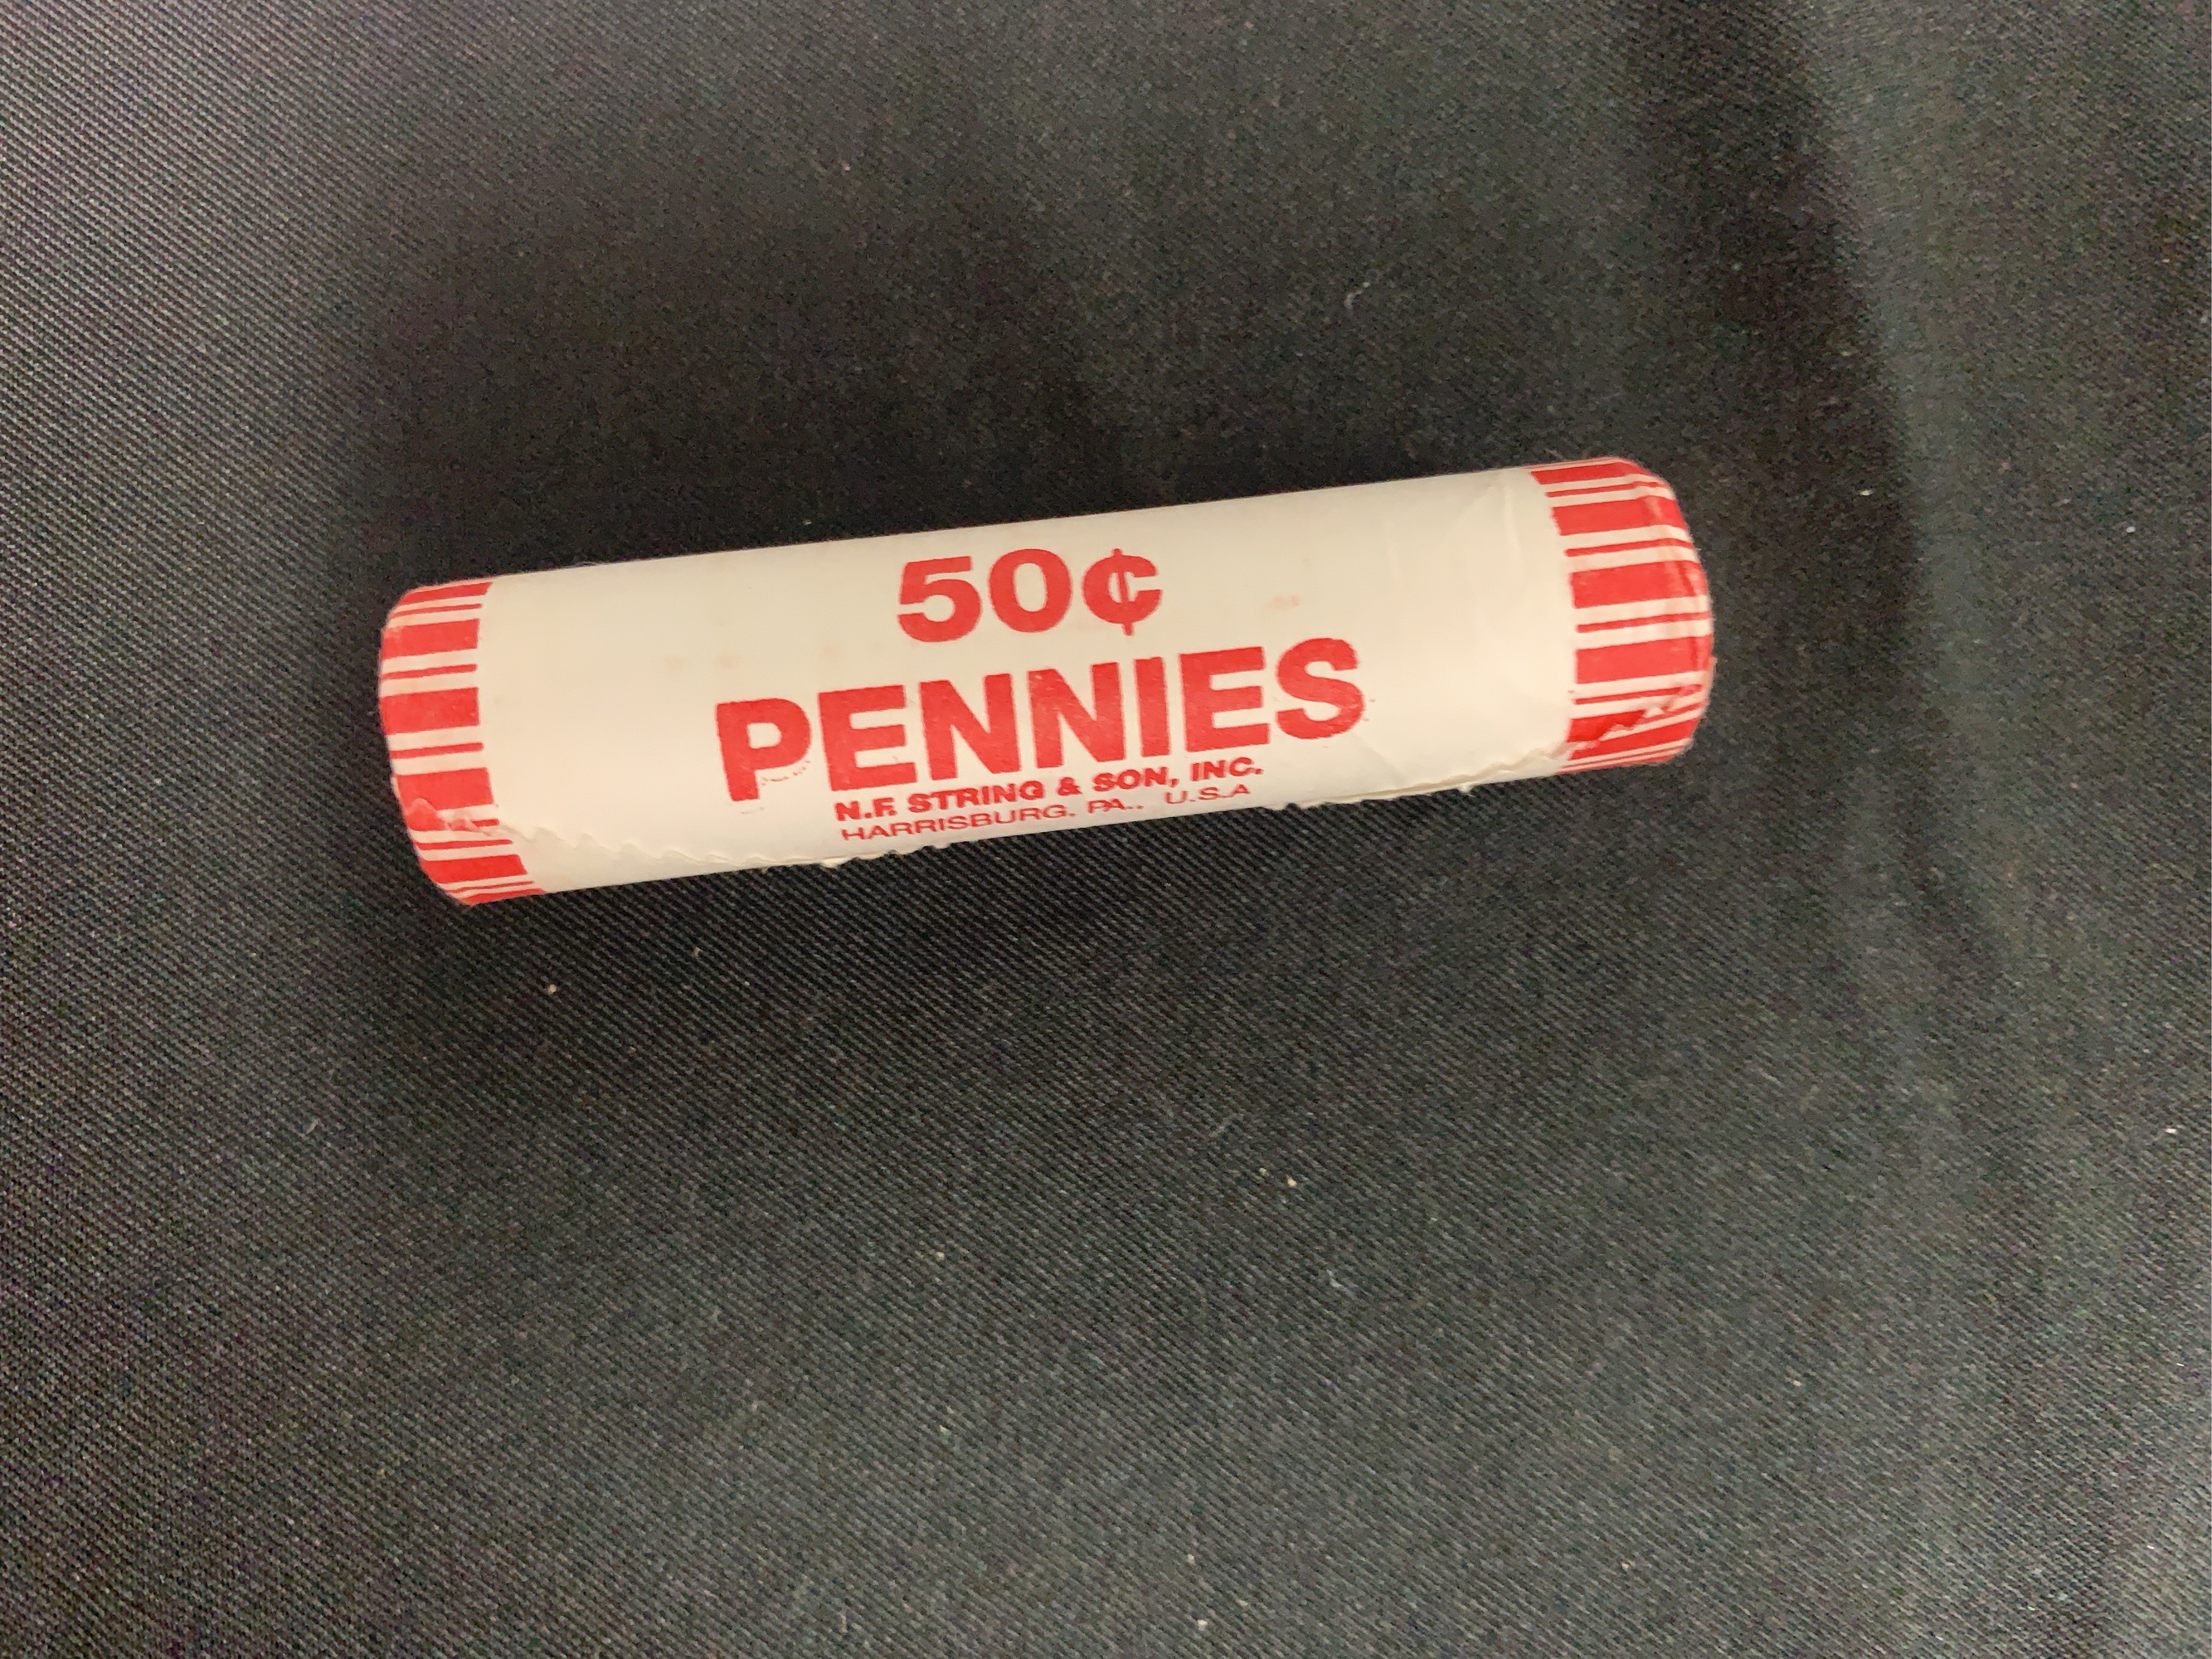 50¢
PENNIES
N.F. STRING & SON, INC.
HARRISBURG, PA., U.S.A